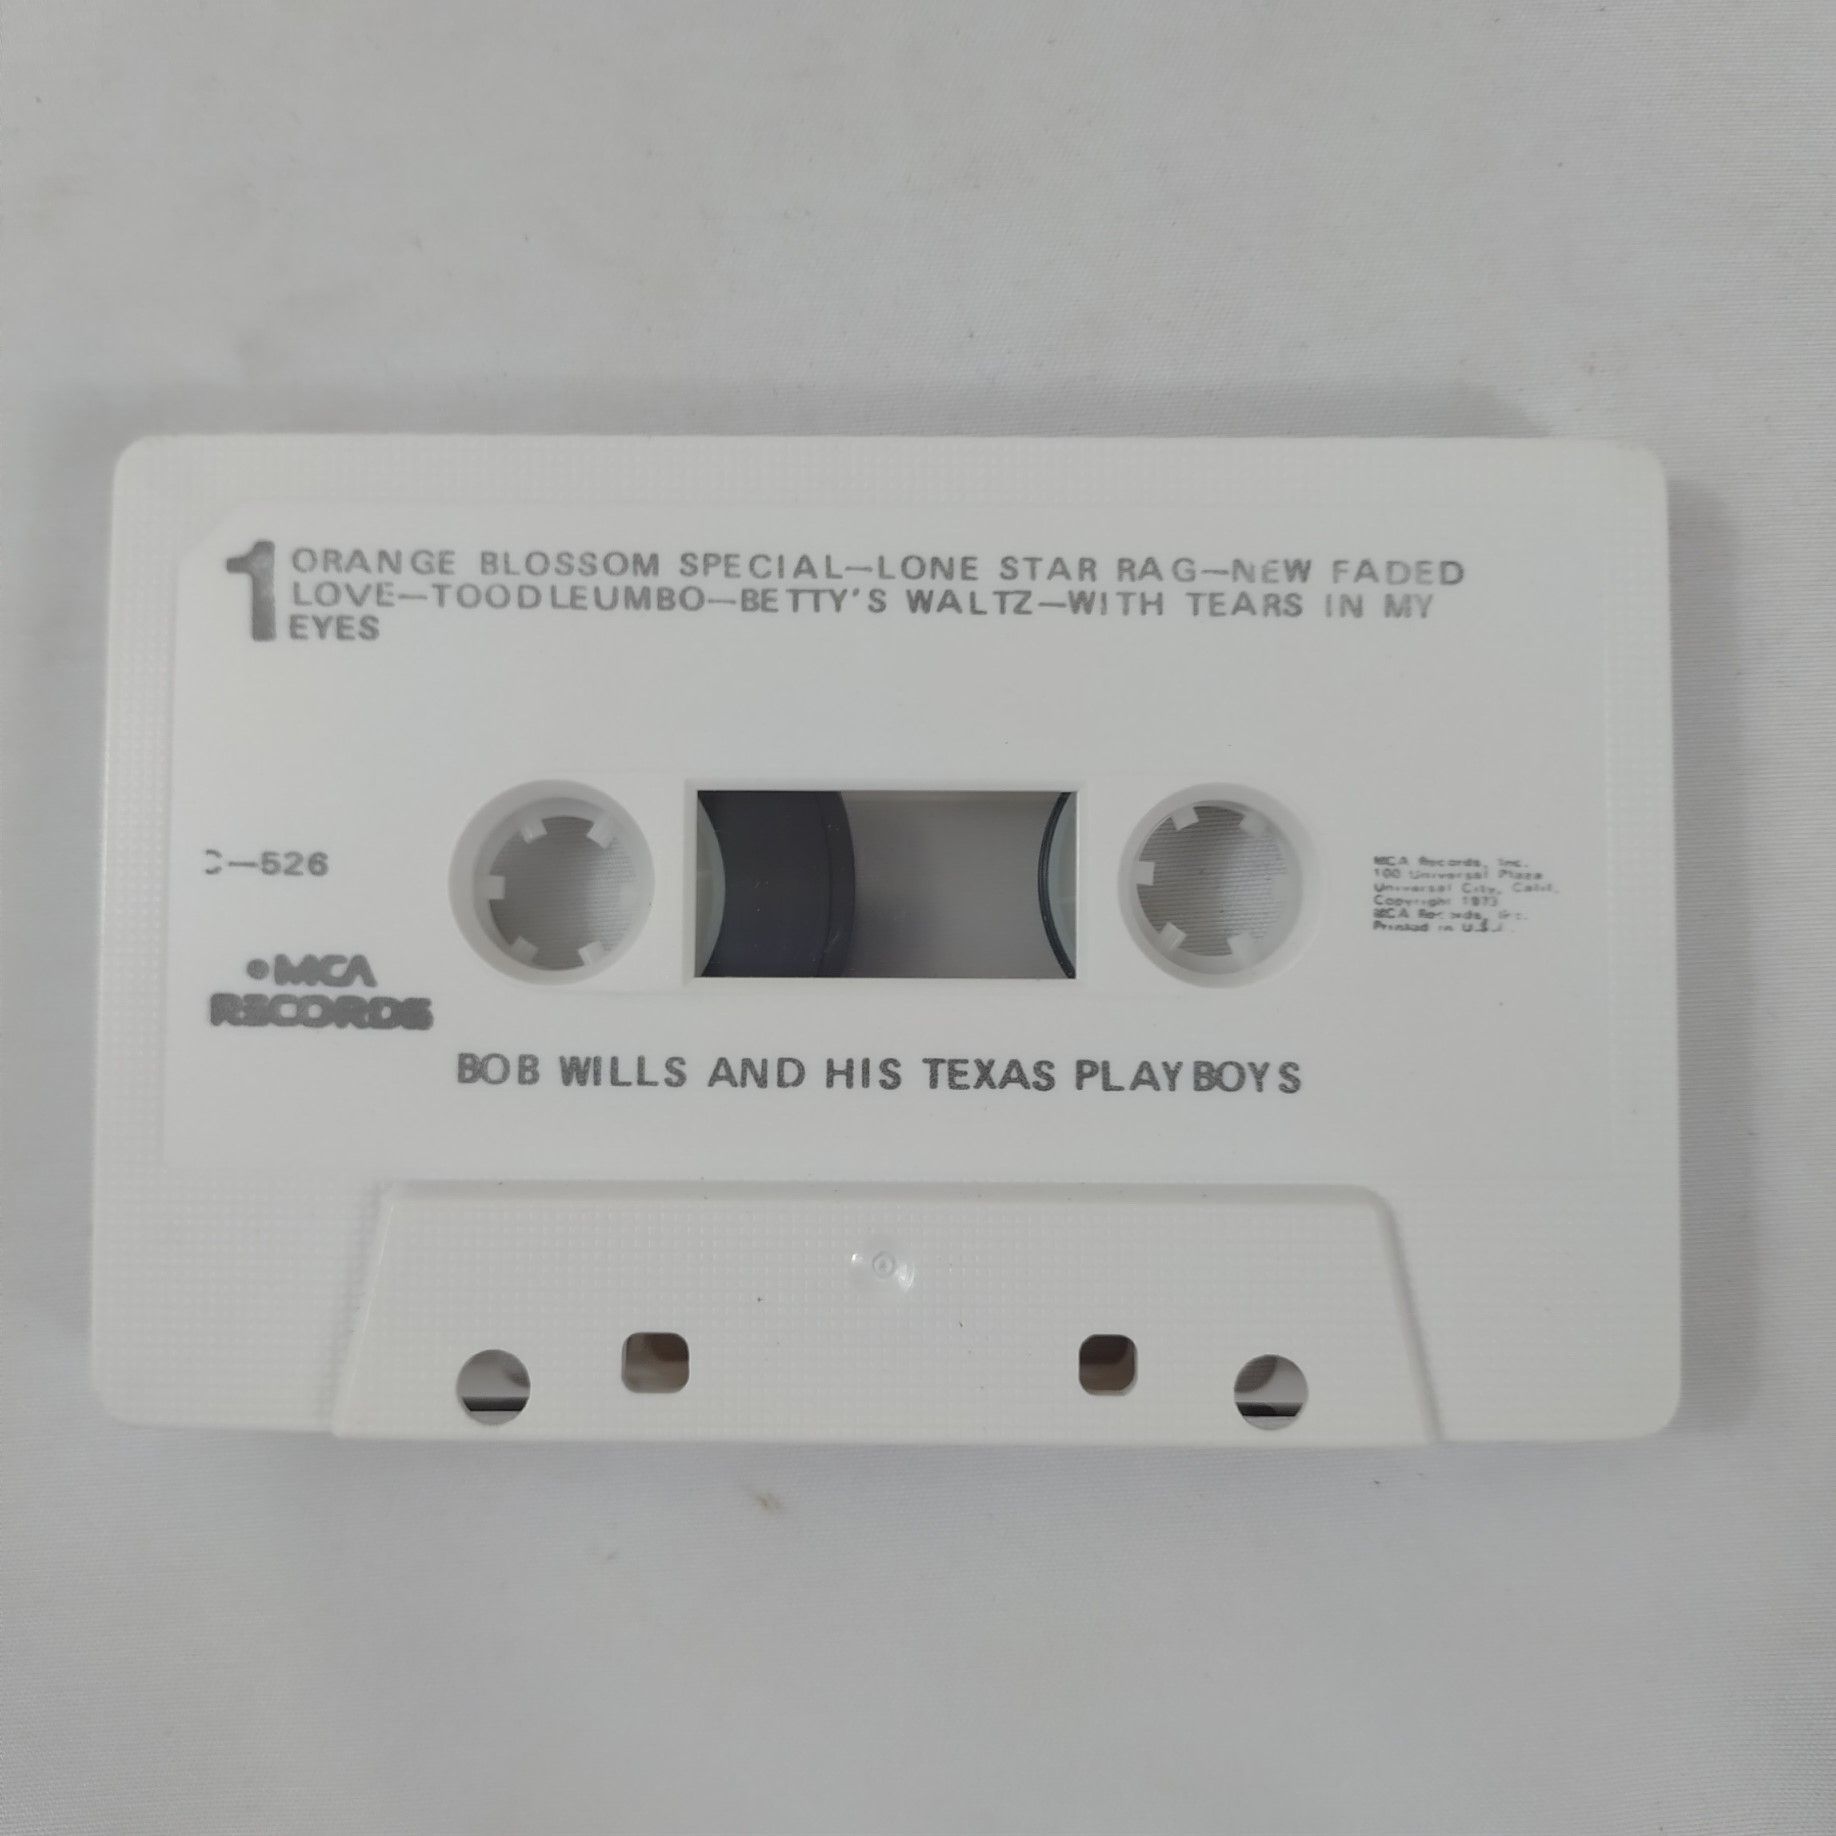 1
ORANGE BLOSSOM SPECIAL—LONE STAR RAG—NEW FADED
LOVE—TOODLEUMBO—BETTY'S WALTZ—WITH TEARS IN MY
EYES
C—526
MCA
RECORDS
MCA Records, Inc.
100 Universal Plaza
Universal City, Calif.
Copyright 1973
MCA Records, Inc.
Printed in U.S.A.
BOB WILLS AND HIS TEXAS PLAYBOYS